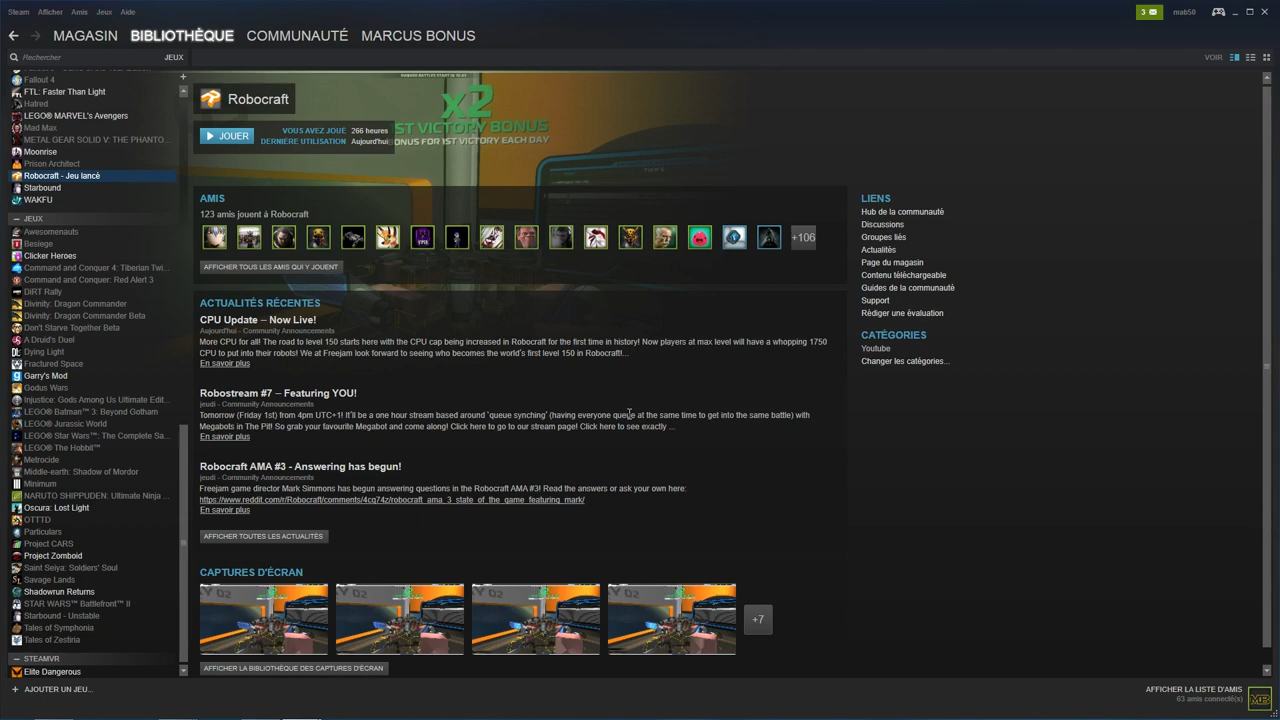 Steam Afficher Amis Jeux Aide
3 mab50
MAGASIN BIBLIOTHÈQUE COMMUNAUTÉ MARCUS BONUS
Rechercher JEUX
VOIR
Fallout 4
FTL: Faster Than Light
Hatred
LEGO® MARVEL's Avengers
Mad Max
METAL GEAR SOLID V: THE PHANTO...
Moonrise
Prison Architect
Robocraft - Jeu lancé
Starbound
WAKFU
JEUX
Awesomenauts
Besiege
Clicker Heroes
Command and Conquer 4: Tiberian Twi...
Command and Conquer: Red Alert 3
DiRT Rally
Divinity: Dragon Commander
Divinity: Dragon Commander Beta
Don't Starve Together Beta
A Druid's Duel
Dying Light
Fractured Space
Garry's Mod
Godus Wars
Injustice: Gods Among Us Ultimate Edit...
LEGO® Batman™ 3: Beyond Gotham
LEGO® Jurassic World
LEGO® Star Wars™: The Complete Sa...
LEGO® The Hobbit™
Metrocide
Middle-earth: Shadow of Mordor
Minimum
NARUTO SHIPPUDEN: Ultimate Ninja ...
Oscura: Lost Light
OTTTD
Particulars
Project CARS
Project Zomboid
Saint Seiya: Soldiers' Soul
Savage Lands
Shadowrun Returns
STAR WARS™ Battlefront™ II
Starbound - Unstable
Tales of Symphonia
Tales of Zestiria
STEAMVR
Elite Dangerous
+ AJOUTER UN JEU...
Robocraft
x2
ST VICTORY BONUS
BONUS FOR 1ST VICTORY EACH DAY
JOUER
VOUS AVEZ JOUÉ 266 heures
DERNIÈRE UTILISATION Aujourd'hui
AMIS
123 amis jouent à Robocraft
+106
AFFICHER TOUS LES AMIS QUI Y JOUENT
ACTUALITÉS RÉCENTES
CPU Update – Now Live!
Aujourd'hui - Community Announcements
More CPU for all! The road to level 150 starts here with the CPU cap being increased in Robocraft for the first time in history! Now players at max level will have a whopping 1750
CPU to put into their robots! We at Freejam look forward to seeing who becomes the world's first level 150 in Robocraft!...
En savoir plus
Robostream #7 – Featuring YOU!
jeudi - Community Announcements
Tomorrow (Friday 1st) from 4pm UTC+1! It'll be a one hour stream based around 'queue synching' (having everyone queue at the same time to get into the same battle) with
Megabots in The Pit! So grab your favourite Megabot and come along! Click here to go to our stream page! Click here to see exactly ...
En savoir plus
Robocraft AMA #3 - Answering has begun!
jeudi - Community Announcements
Freejam game director Mark Simmons has begun answering questions in the Robocraft AMA #3! Read the answers or ask your own here:
https://www.reddit.com/r/Robocraft/comments/4cq74z/robocraft_ama_3_state_of_the_game_featuring_mark/
En savoir plus
AFFICHER TOUTES LES ACTUALITÉS
CAPTURES D'ÉCRAN
+7
AFFICHER LA BIBLIOTHÈQUE DES CAPTURES D'ÉCRAN
LIENS
Hub de la communauté
Discussions
Groupes liés
Actualités
Page du magasin
Contenu téléchargeable
Guides de la communauté
Support
Rédiger une évaluation
CATÉGORIES
Youtube
Changer les catégories...
AFFICHER LA LISTE D'AMIS
63 amis connecté(s)